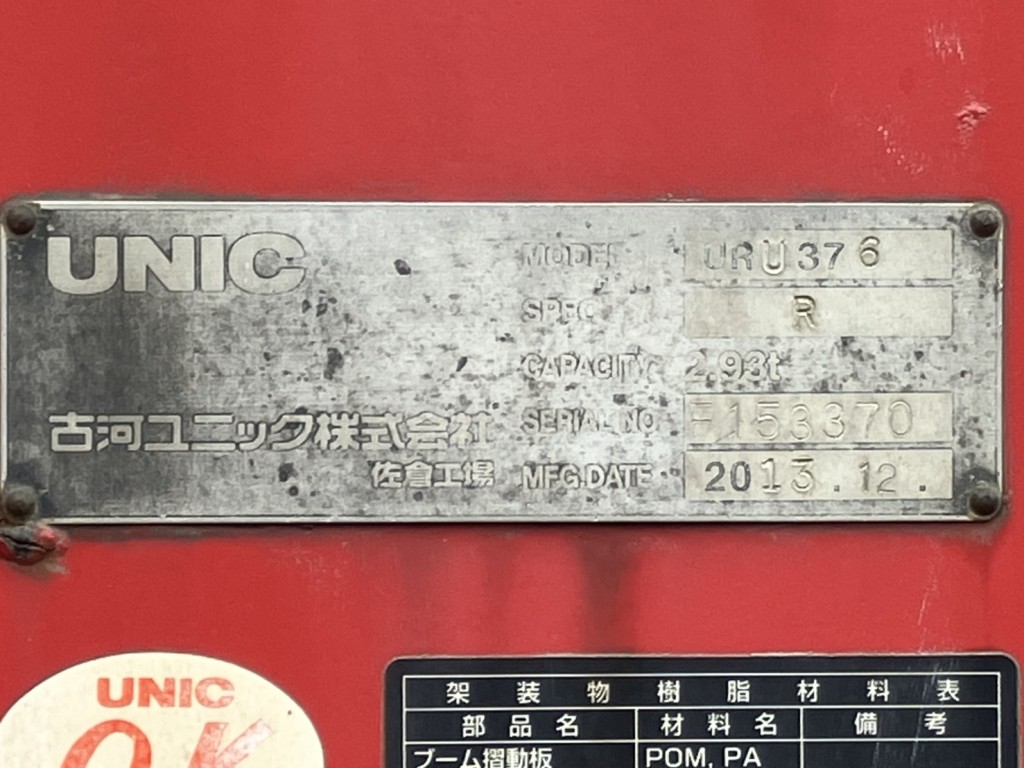 UNIC
MODEL URU376
SPEC R
CAPACITY 2.93t
古河ユニック株式会社
SERIAL NO. F153370
佐倉工場
MFG.DATE 2013.12.
UNIC
OK
架装物樹脂材料表
部品名 材料名 備考
ブーム摺動板 POM, PA